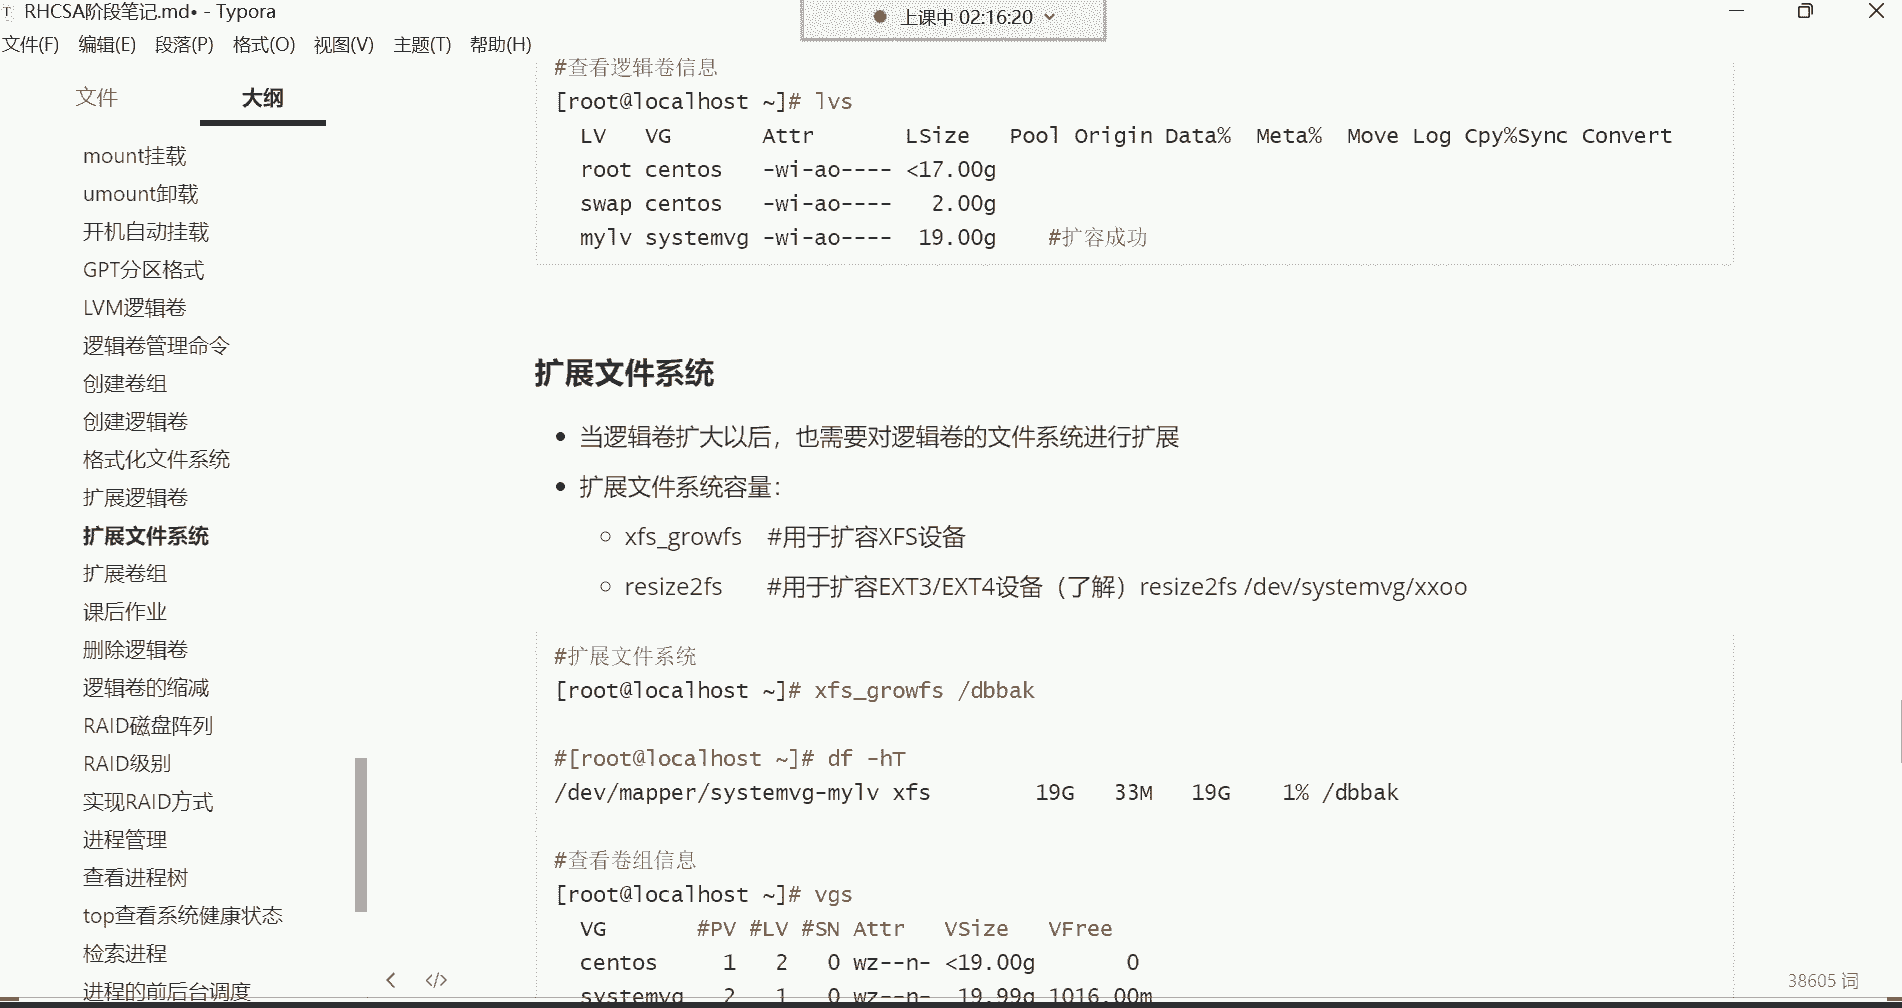 RHCSA阶段笔记.md• - Typora
上课中 02:16:20
文件(F) 编辑(E) 段落(P) 格式(O) 视图(V) 主题(T) 帮助(H)
文件 大纲
mount挂载
umount卸载
开机自动挂载
GPT分区格式
LVM逻辑卷
逻辑卷管理命令
创建卷组
创建逻辑卷
格式化文件系统
扩展逻辑卷
扩展文件系统
扩展卷组
课后作业
删除逻辑卷
逻辑卷的缩减
RAID磁盘阵列
RAID级别
实现RAID方式
进程管理
查看进程树
top查看系统健康状态
检索进程
进程的前后台调度
#查看逻辑卷信息
[root@localhost ~]# lvs
LV VG Attr LSize Pool Origin Data% Meta% Move Log Cpy%Sync Convert
root centos -wi-ao---- <17.00g
swap centos -wi-ao---- 2.00g
mylv systemvg -wi-ao---- 19.00g #扩容成功
扩展文件系统
• 当逻辑卷扩大以后，也需要对逻辑卷的文件系统进行扩展
• 扩展文件系统容量：
○ xfs_growfs #用于扩容XFS设备
○ resize2fs #用于扩容EXT3/EXT4设备（了解）resize2fs /dev/systemvg/xxoo
#扩展文件系统
[root@localhost ~]# xfs_growfs /dbbak
#[root@localhost ~]# df -hT
/dev/mapper/systemvg-mylv xfs 19G 33M 19G 1% /dbbak
#查看卷组信息
[root@localhost ~]# vgs
VG #PV #LV #SN Attr VSize VFree
centos 1 2 0 wz--n- <19.00g 0
systemvg 2 1 0 wz--n- 19.99g 1016.00m
38605 词